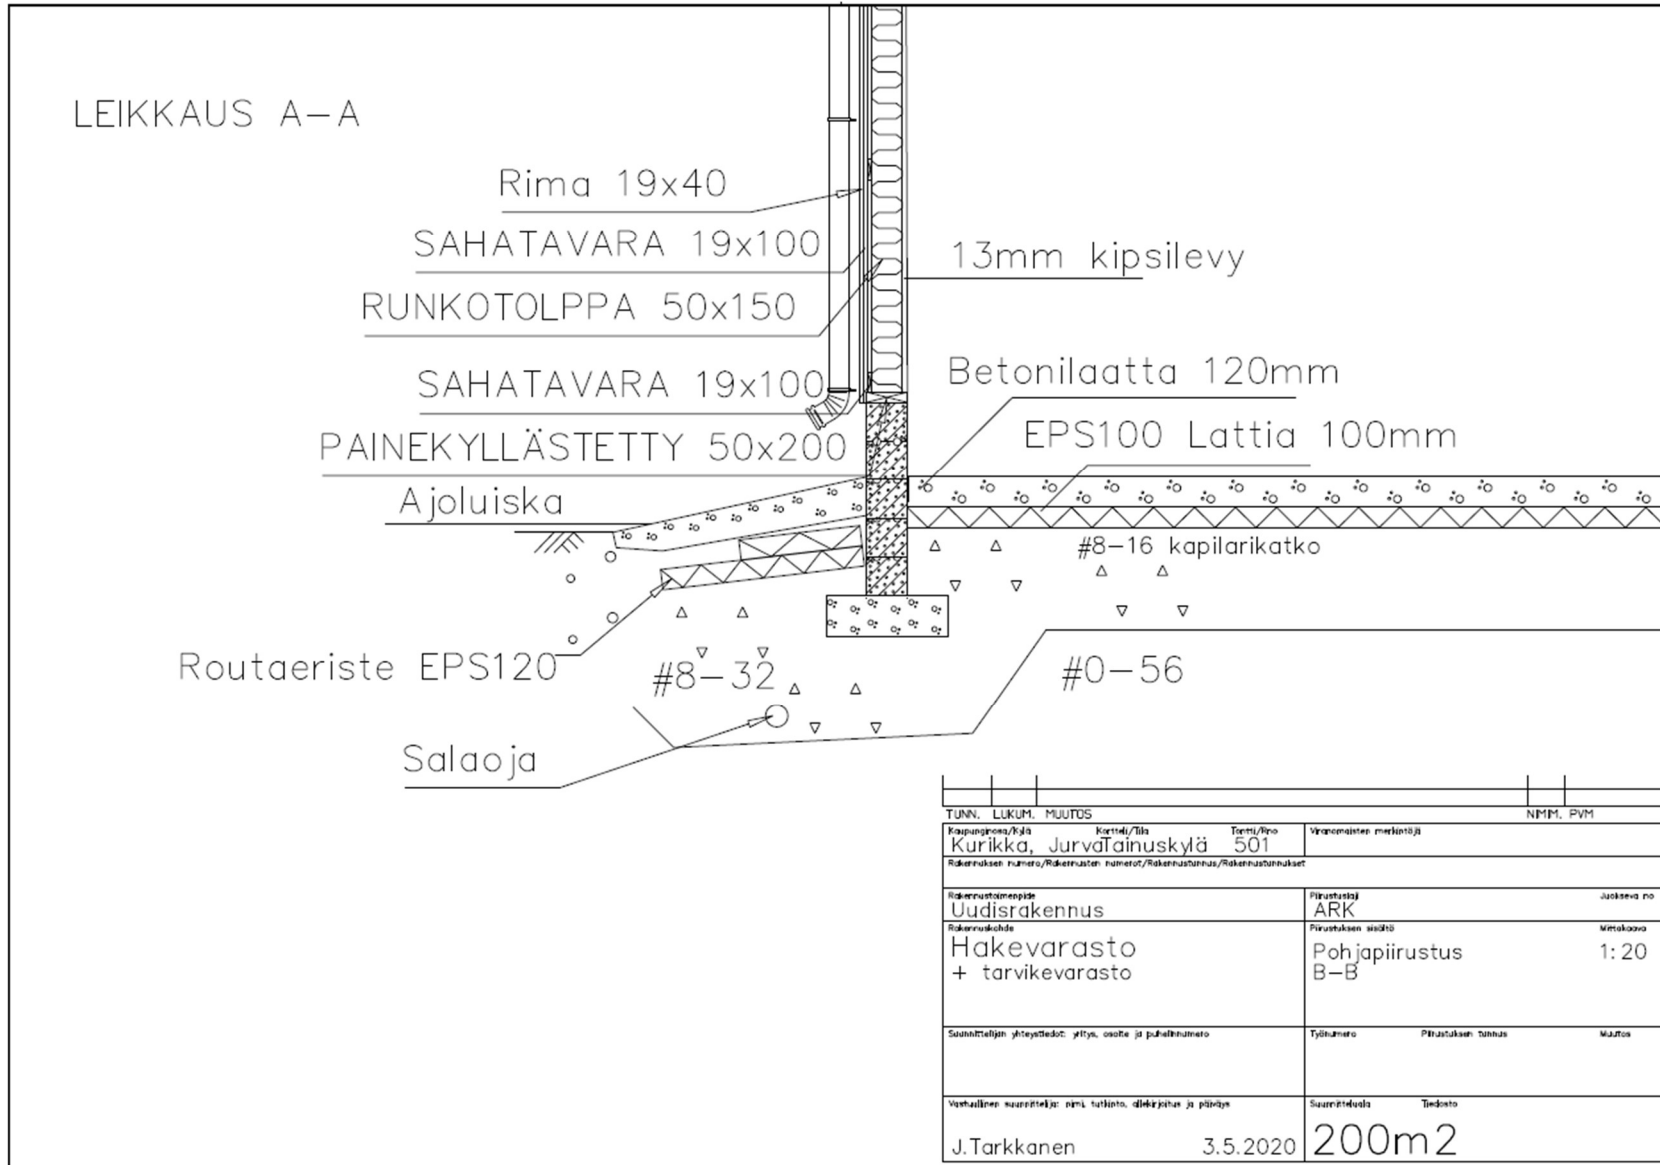 LEIKKAUS A-A
Rima 19x40
SAHATAVARA 19x100
13mm kipsilevy
RUNKOTOLPPA 50x150
SAHATAVARA 19x100
Betonilaatta 120mm
PAINEKYLLÄSTETTY 50x200
EPS100 Lattia 100mm
Ajoluiska
#8-16 kapilarikatko
Routaeriste EPS120
#8-32
#0-56
Salaoja
TUNN. LUKUM. MUUTOS NIMIM. PVM
Kaupunginosa/Kylä Kortteli/Tila Tontti/Rno Viranomaisten merkintöjä
Kurikka, Jurva Tainuskylä 501
Rakennuksen numero/Rakennusten numerot/Rakennustunnus/Rakennustunnukset
Rakennustoimenpide Piirustuslaji Juokseva no
Uudisrakennus ARK
Rakennuskohde Piirustuksen sisältö Mittakaava
Hakevarasto Pohjapiirustus 1:20
+ tarvikevarasto B-B
Suunnittelijan yhteystiedot: yritys, osoite ja puhelinnumero Työnumero Piirustuksen tunnus Muutos
Vastuullinen suunnittelija: nimi, tutkinto, allekirjoitus ja päiväys Suunnitteluala Tiedosto
J.Tarkkanen 3.5.2020 200m2